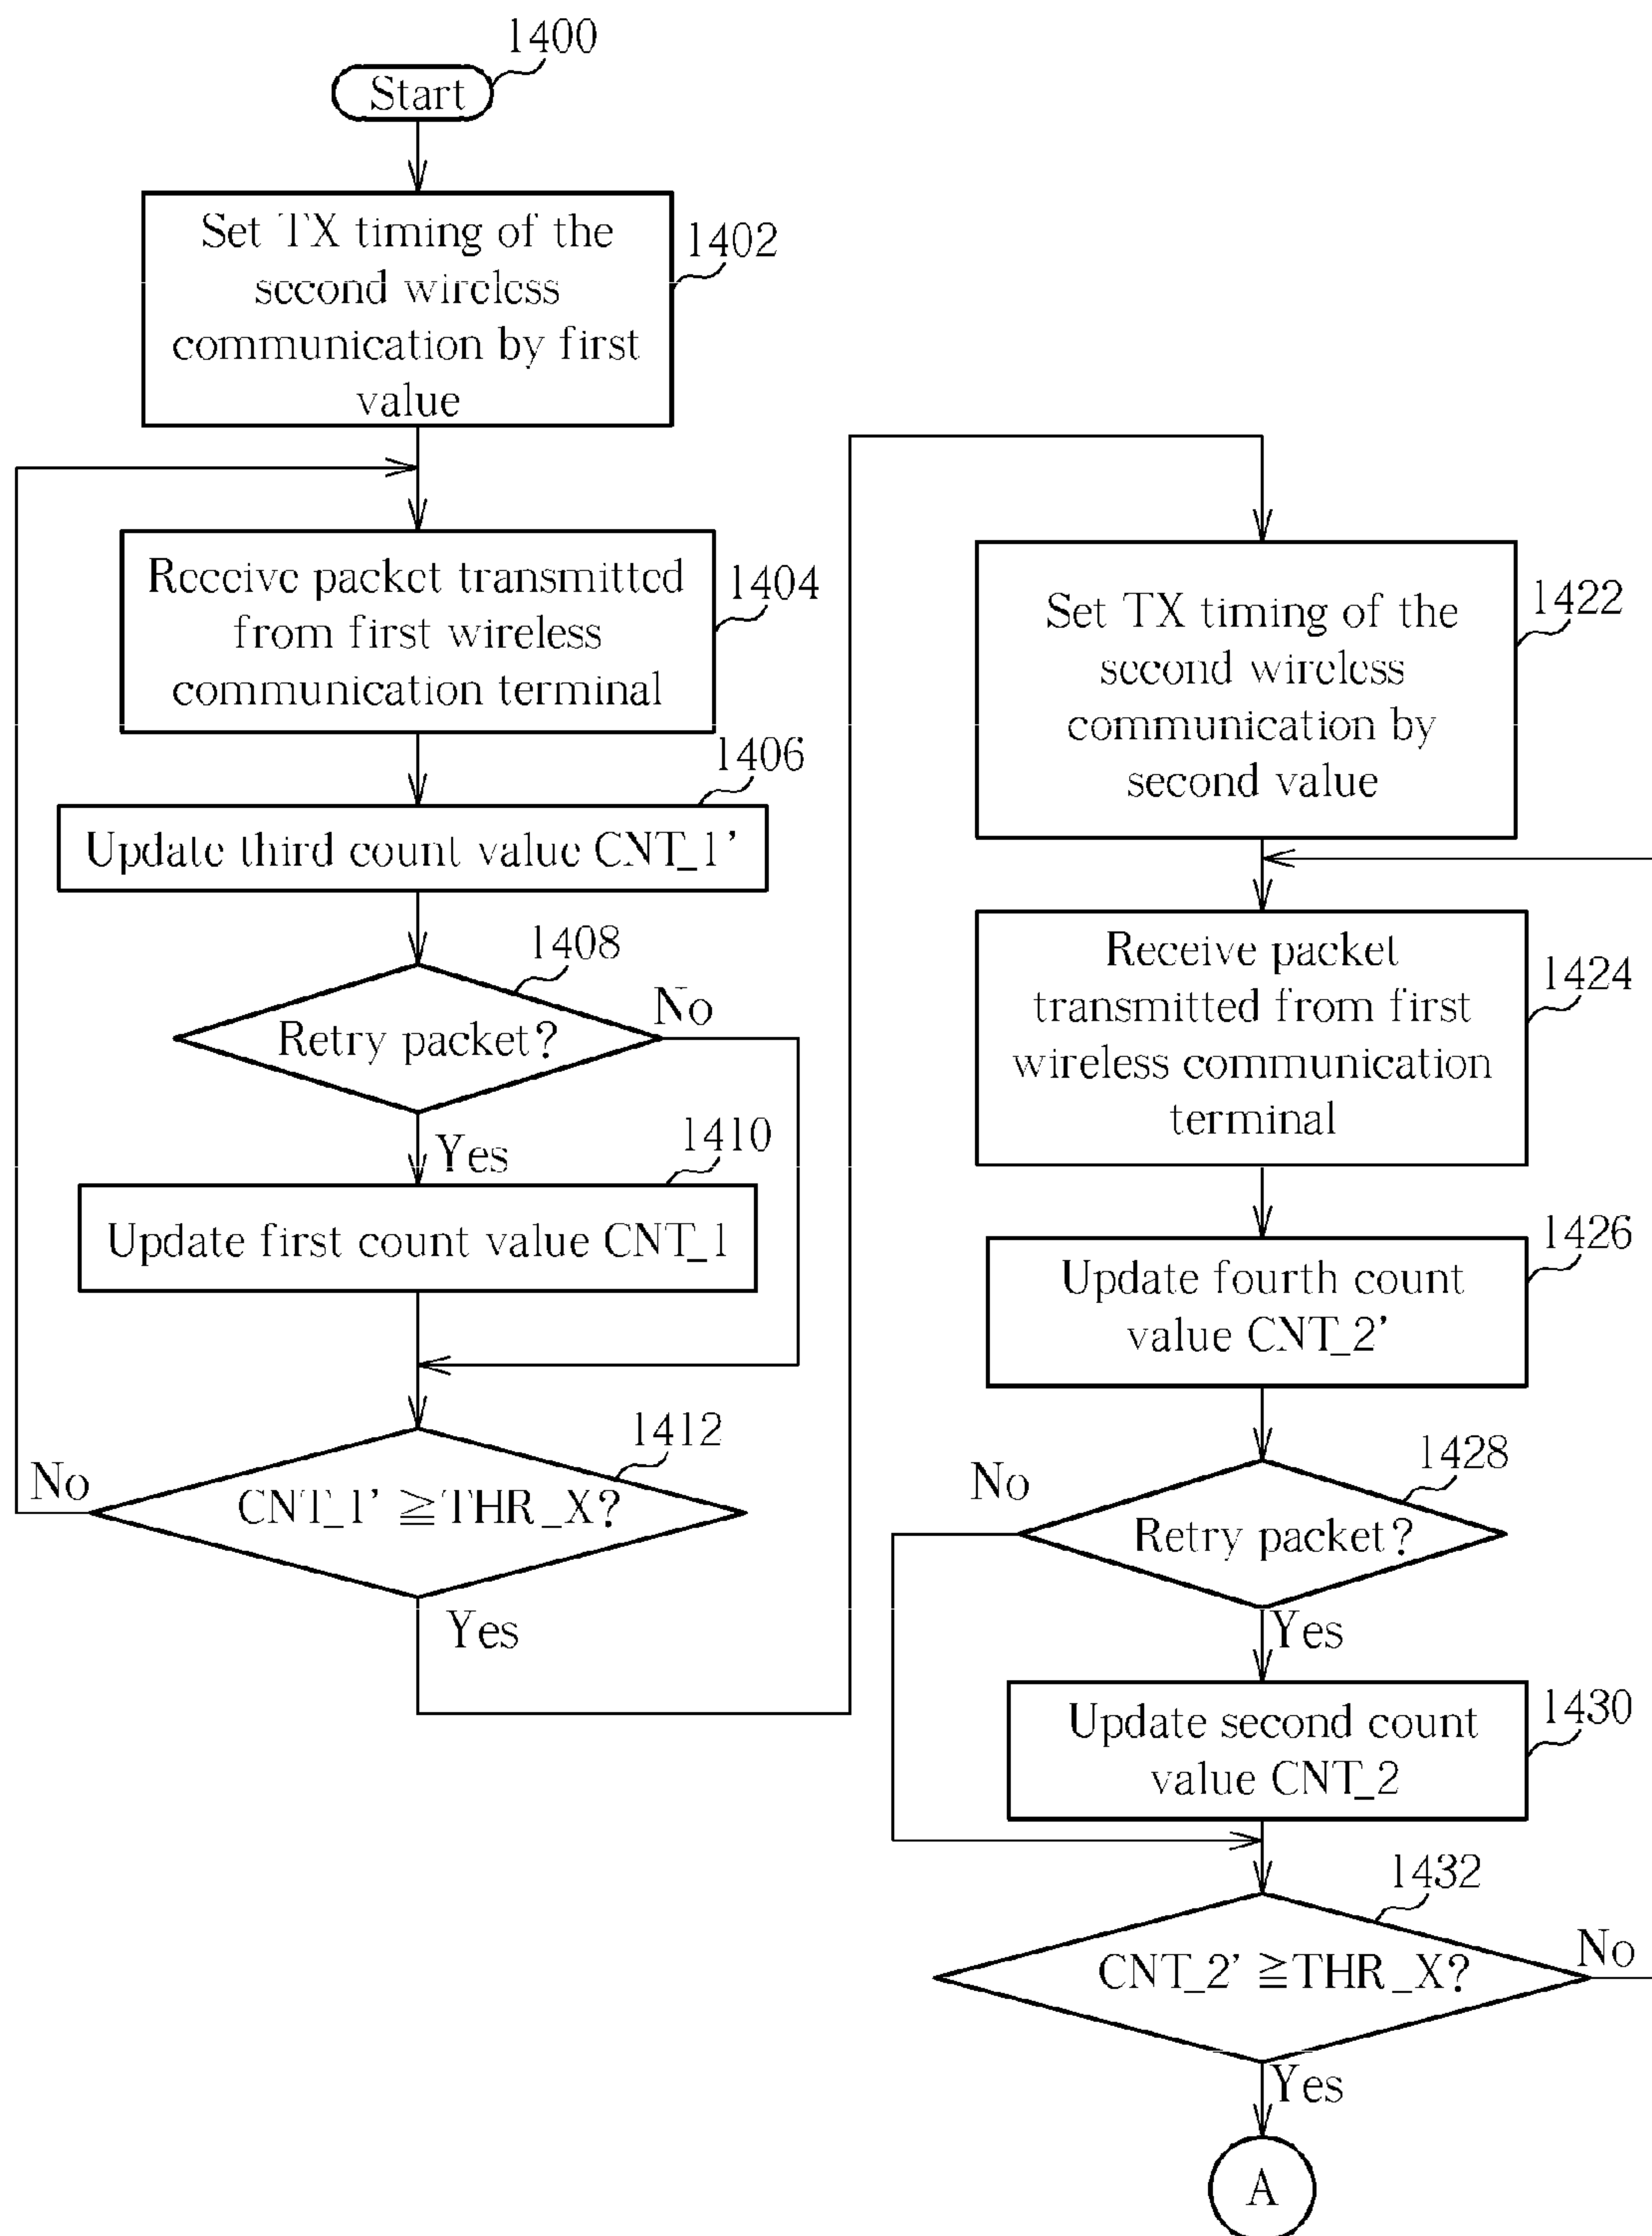 1400
Start
Set TX timing of the
second wireless
communication by first
value
1402
Receive packet transmitted
from first wireless
communication terminal
1404
1406
Update third count value CNT_1'
1408
Retry packet?
No
Yes
1410
Update first count value CNT_1
1412
CNT_1' ≧THR_X?
No
Yes
Set TX timing of the
second wireless
communication by
second value
1422
Receive packet
transmitted from first
wireless communication
terminal
1424
Update fourth count
value CNT_2'
1426
1428
Retry packet?
No
Yes
Update second count
value CNT_2
1430
1432
CNT_2' ≧THR_X?
No
Yes
A